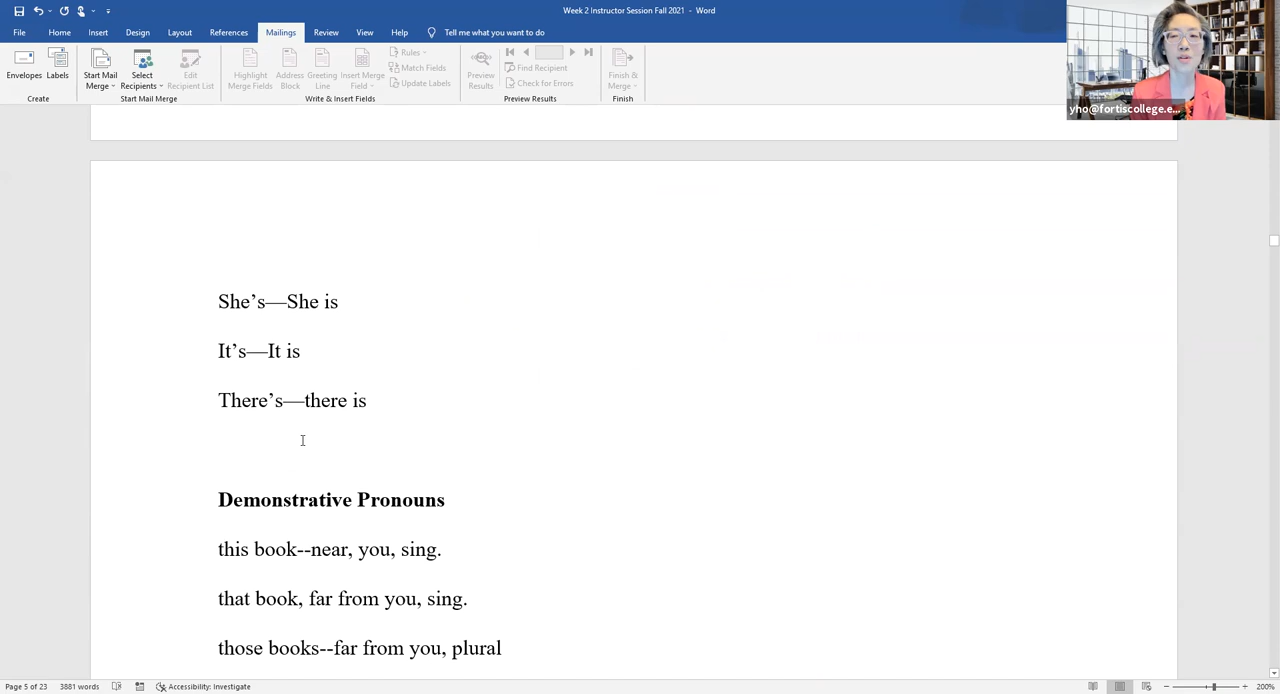 Week 2 Instructor Session Fall 2021 - Word
File Home Insert Design Layout References Mailings Review View Help Tell me what you want to do
Envelopes Labels Start Mail Merge Select Recipients Edit Recipient List Highlight Merge Fields Address Block Greeting Line Insert Merge Field Rules Match Fields Update Labels Preview Results Find Recipient Check for Errors Finish & Merge
Create Start Mail Merge Write & Insert Fields Preview Results Finish
yho@fortiscollege.e...
She’s—She is
It’s—It is
There’s—there is
Demonstrative Pronouns
this book--near, you, sing.
that book, far from you, sing.
those books--far from you, plural
Page 5 of 23 3881 words Accessibility: Investigate 200%